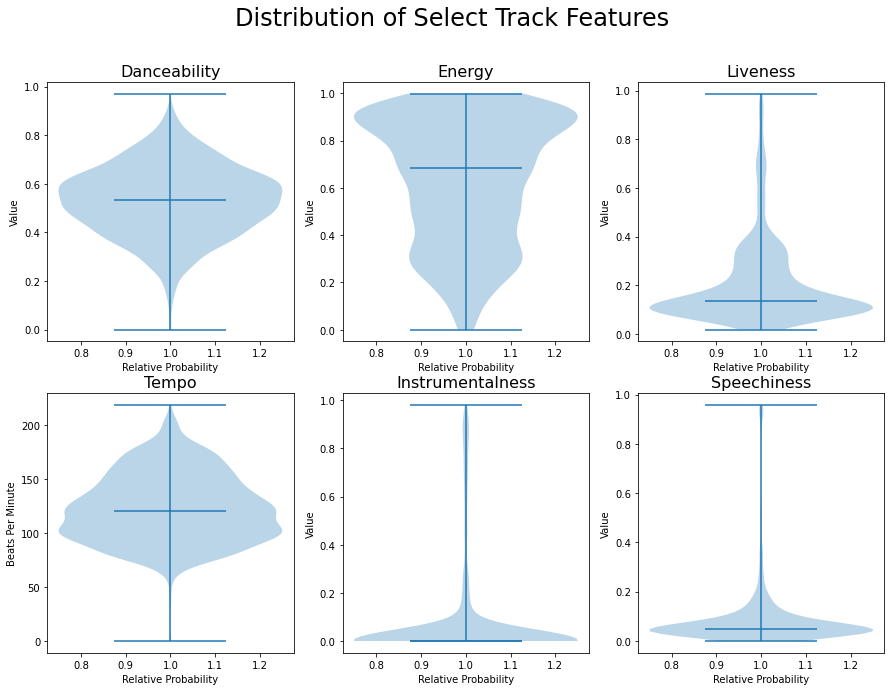 Distribution of Select Track Features
Danceability
Energy
Liveness
1.0
0.8
0.6
0.4
0.2
0.0
Value
0.8 0.9 1.0 1.1 1.2
Relative Probability
1.0
0.8
0.6
0.4
0.2
0.0
Value
0.8 0.9 1.0 1.1 1.2
Relative Probability
1.0
0.8
0.6
0.4
0.2
0.0
Value
0.8 0.9 1.0 1.1 1.2
Relative Probability
Tempo
Instrumentalness
Speechiness
200
150
100
50
0
Beats Per Minute
0.8 0.9 1.0 1.1 1.2
Relative Probability
1.0
0.8
0.6
0.4
0.2
0.0
Value
0.8 0.9 1.0 1.1 1.2
Relative Probability
1.0
0.8
0.6
0.4
0.2
0.0
Value
0.8 0.9 1.0 1.1 1.2
Relative Probability